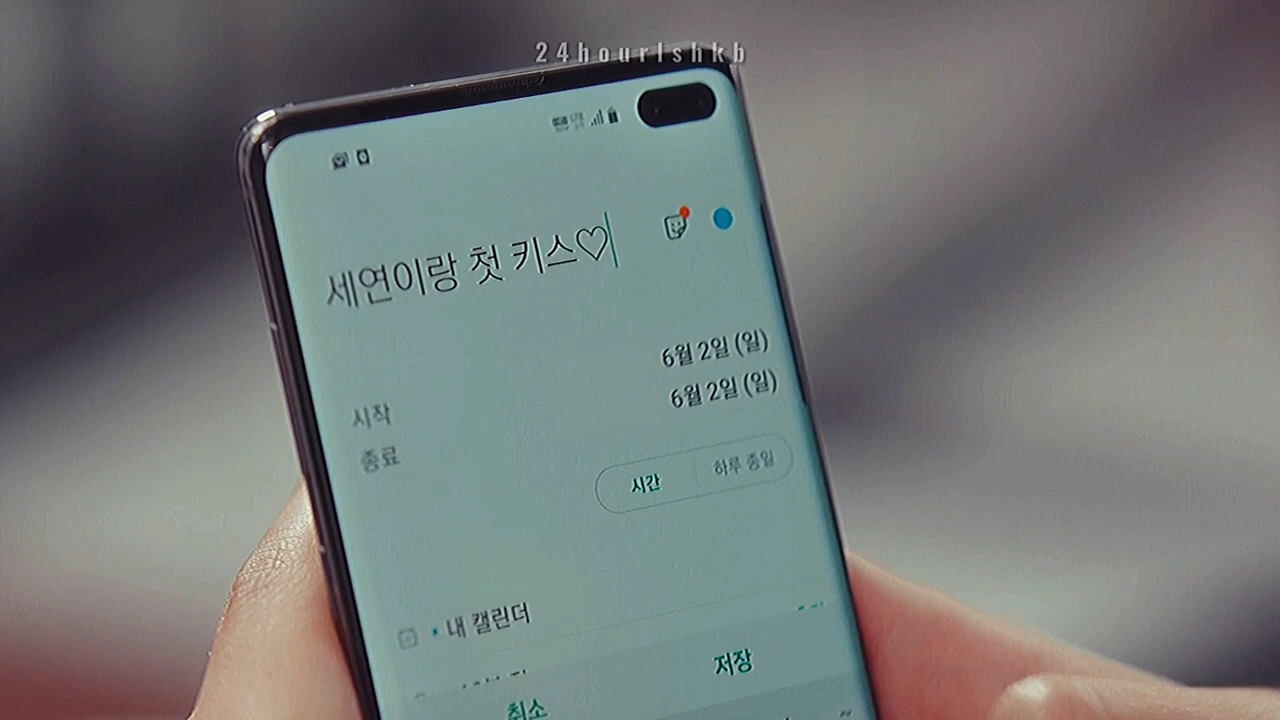 24hourlshkb
세연이랑 첫 키스♡
6월 2일 (일)
시작
6월 2일 (일)
종료
시간
하루 종일
내 캘린더
저장
취소